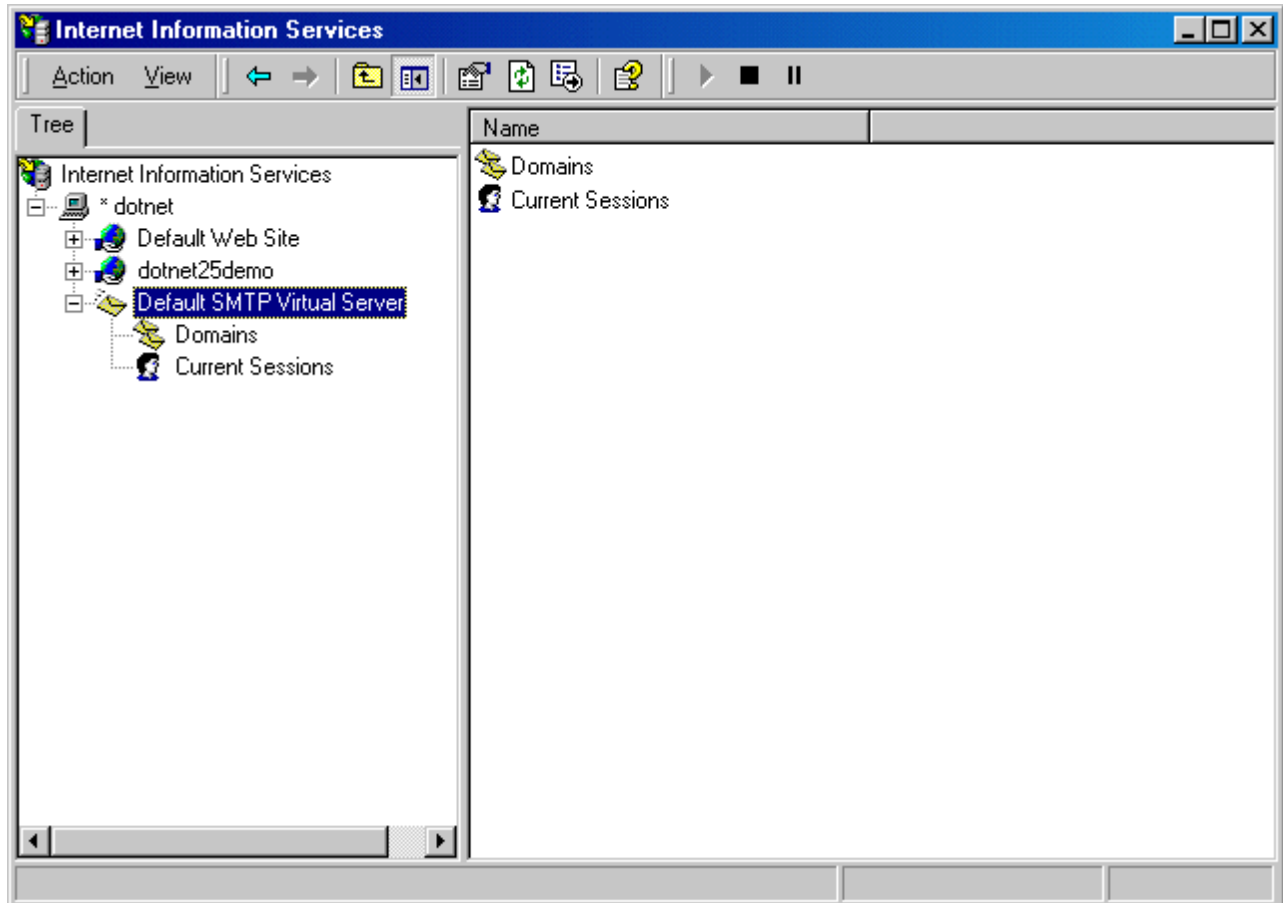 Internet Information Services
Action View
Tree
Name
Internet Information Services
* dotnet
Default Web Site
dotnet25demo
Default SMTP Virtual Server
Domains
Current Sessions
Domains
Current Sessions